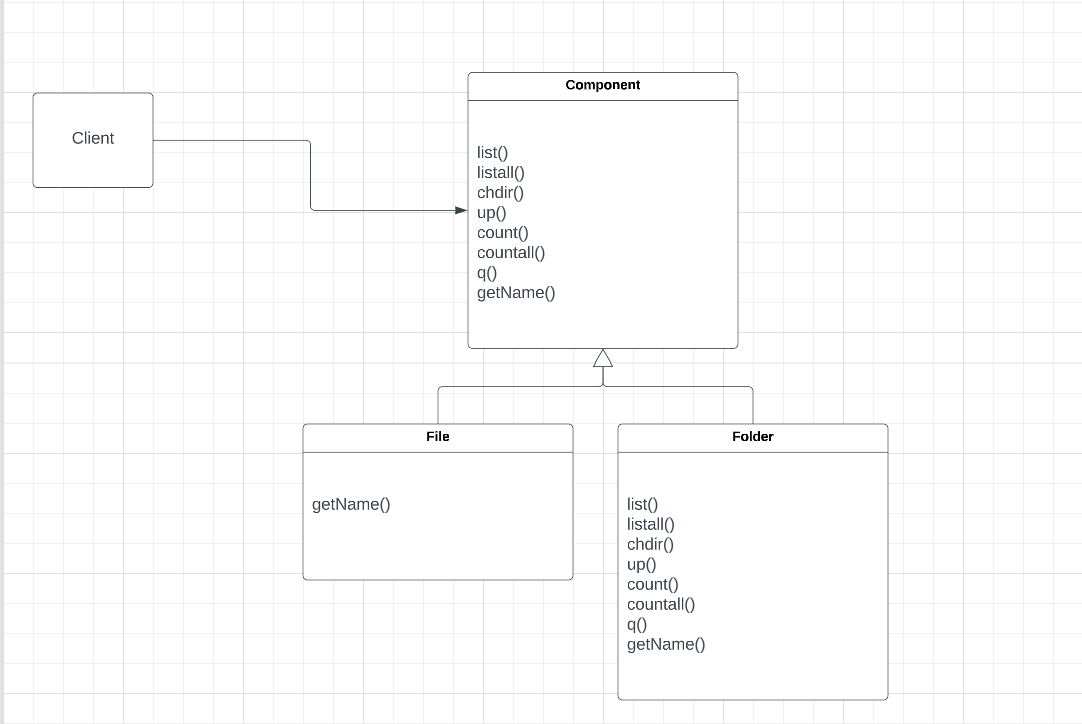 Client
Component
list()
listall()
chdir()
up()
count()
countall()
q()
getName()
File
getName()
Folder
list()
listall()
chdir()
up()
count()
countall()
q()
getName()